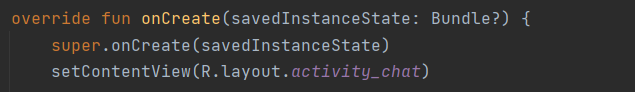 override fun onCreate(savedInstanceState: Bundle?) {
super.onCreate(savedInstanceState)
setContentView(R.layout.activity_chat)